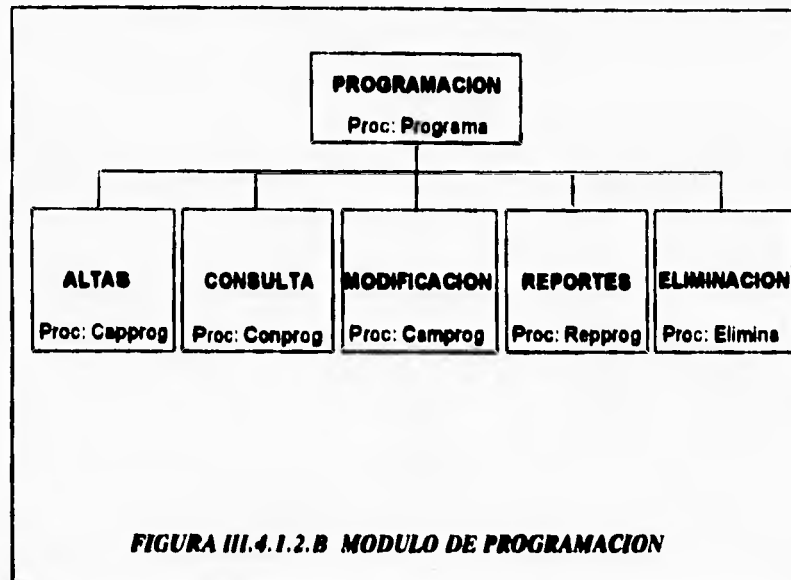 PROGRAMACION
Proc: Programa
ALTAS
Proc: Capprog
CONSULTA
Proc: Conprog
MODIFICACION
Proc: Camprog
REPORTES
Proc: Repprog
ELIMINACION
Proc: Elimina
FIGURA III.4.1.2.B MODULO DE PROGRAMACION